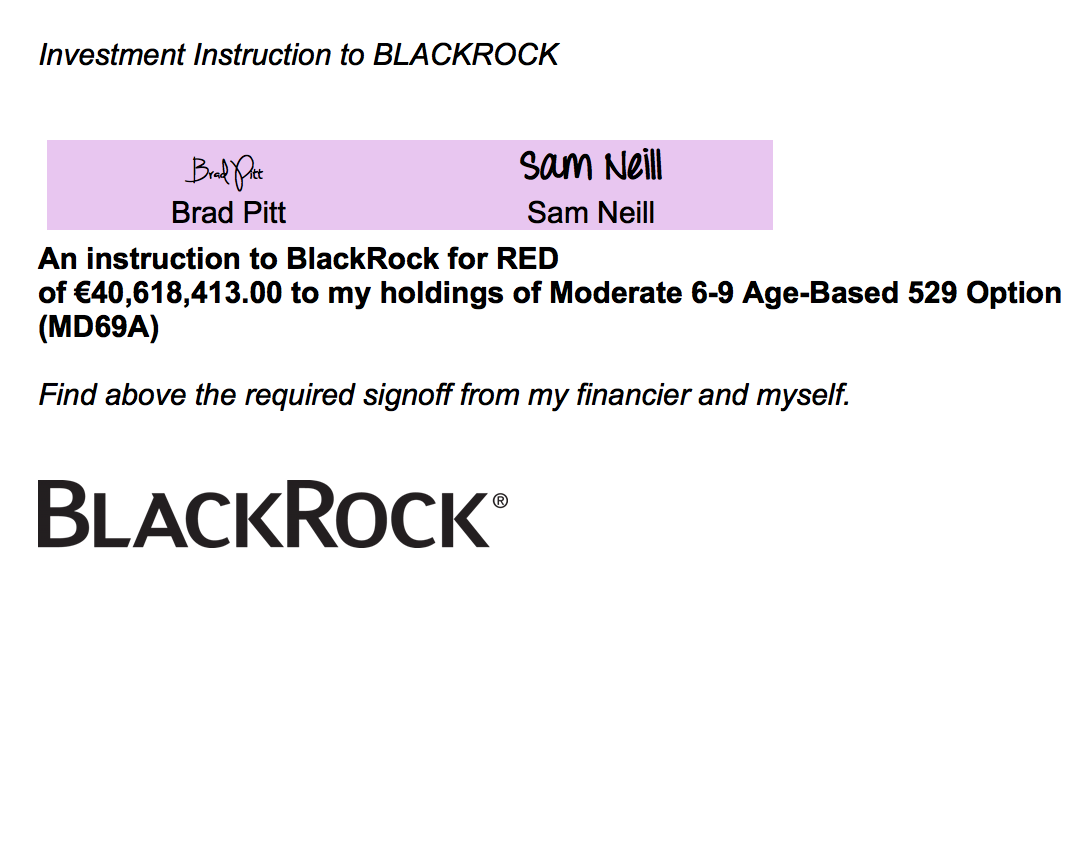 Investment Instruction to BLACKROCK
Brad Pitt Sam Neill
Brad Pitt Sam Neill
An instruction to BlackRock for RED
of €40,618,413.00 to my holdings of Moderate 6-9 Age-Based 529 Option
(MD69A)
Find above the required signoff from my financier and myself.
BLACKROCK®